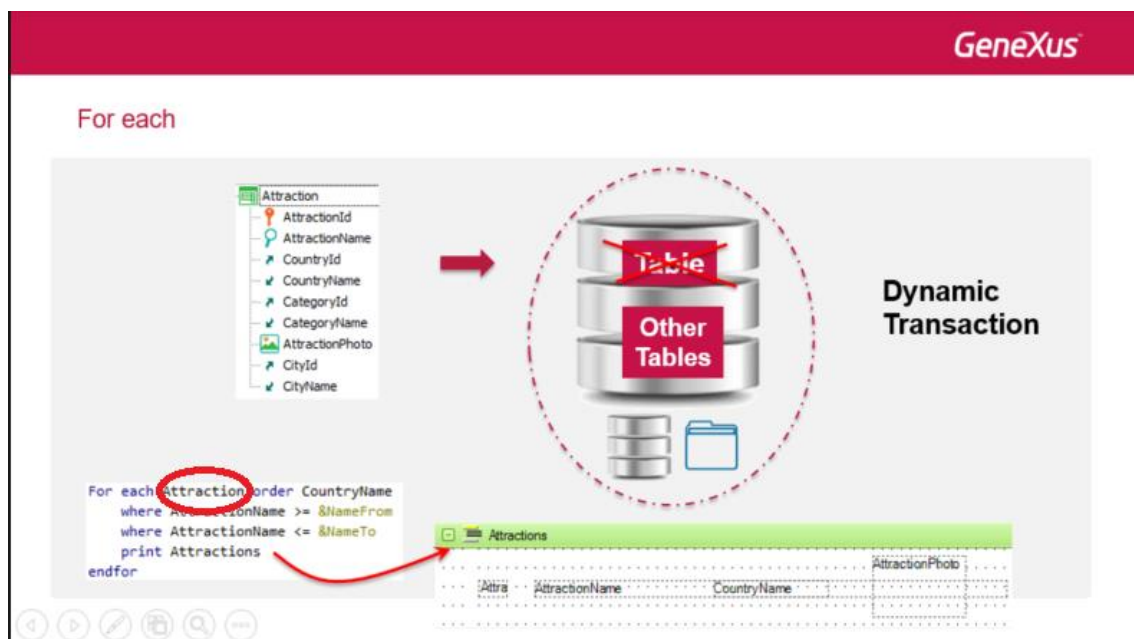 GeneXus™
For each
Attraction
AttractionId
AttractionName
CountryId
CountryName
CategoryId
CategoryName
AttractionPhoto
CityId
CityName
Table
Other
Tables
Dynamic
Transaction
For each Attraction order CountryName
where AttractionName >= &NameFrom
where AttractionName <= &NameTo
print Attractions
endfor
Attractions
AttractionPhoto
Attra AttractionName CountryName